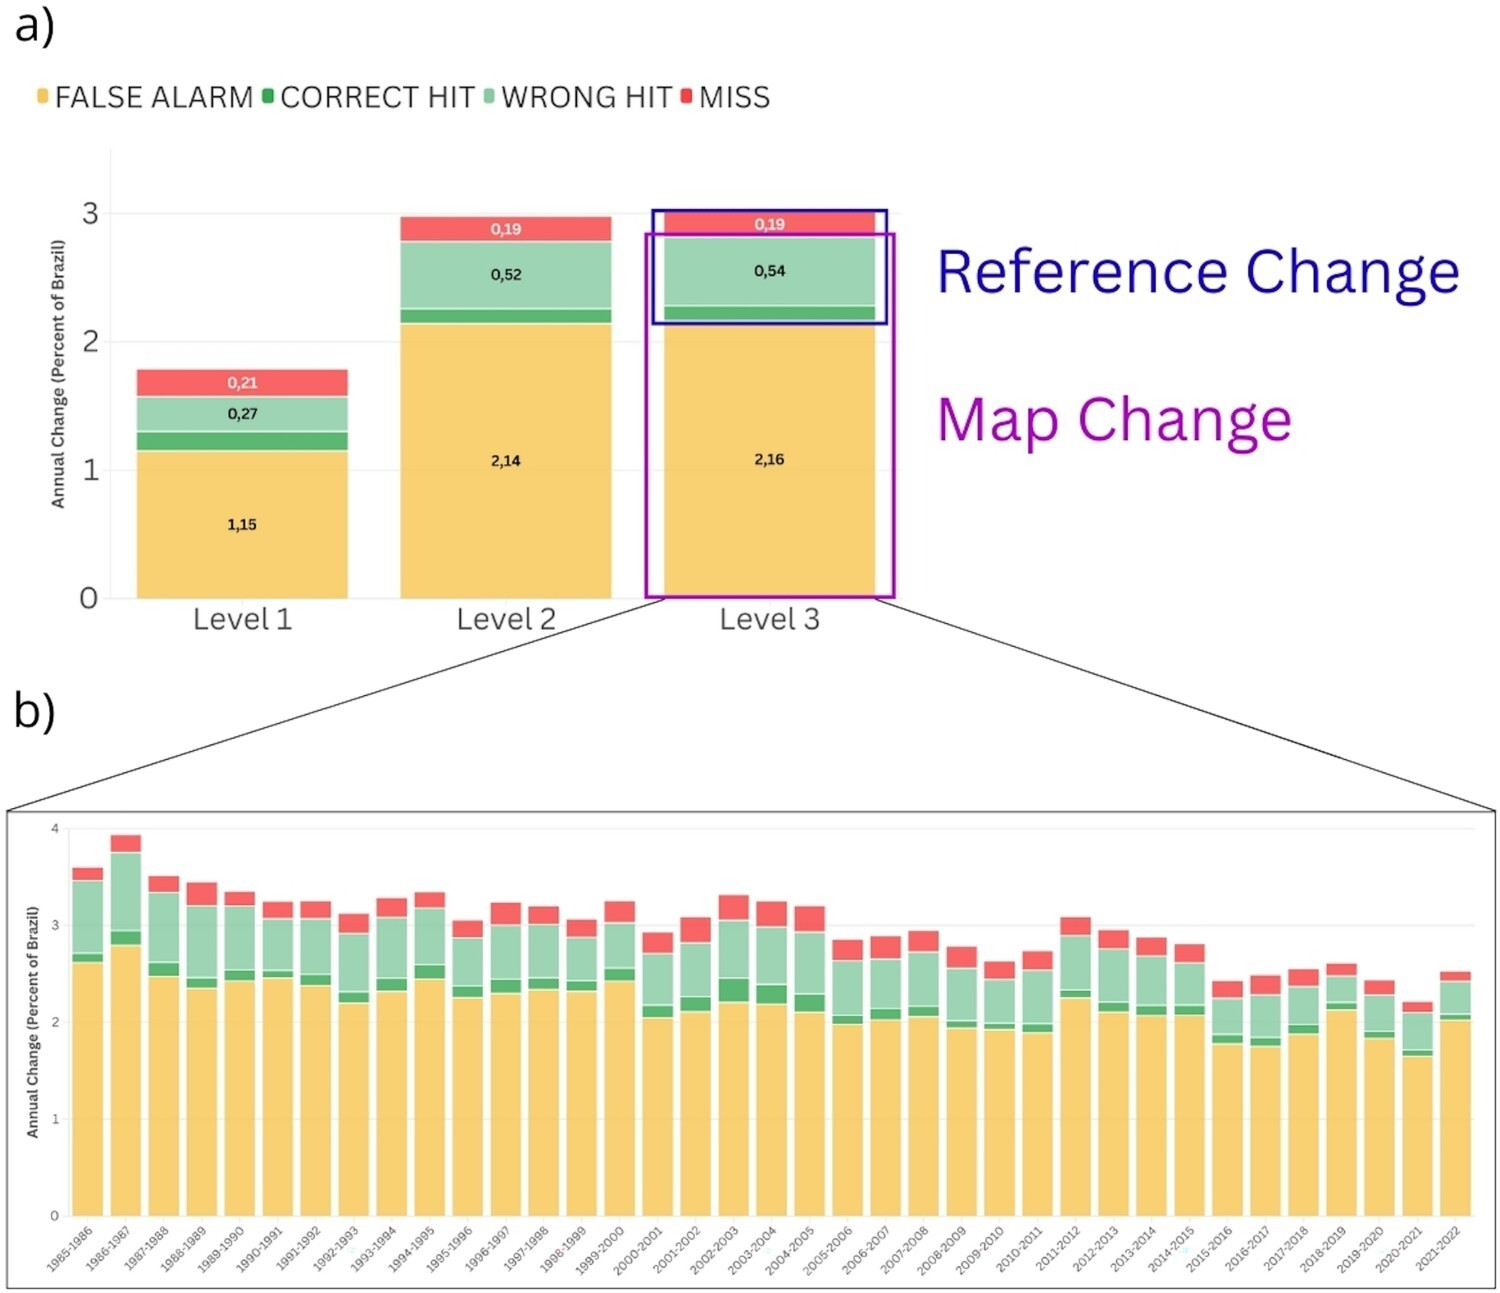 a)
FALSE ALARM CORRECT HIT WRONG HIT MISS
Annual Change (Percent of Brazil)
3
2
1
0
0,21
0,27
1,15
0,19
0,52
2,14
0,19
0,54
2,16
Level 1 Level 2 Level 3
Reference Change
Map Change
b)
Annual Change (Percent of Brazil)
4
3
2
1
0
1985-1986 1986-1987 1987-1988 1988-1989 1989-1990 1990-1991 1991-1992 1992-1993 1993-1994 1994-1995 1995-1996 1996-1997 1997-1998 1998-1999 1999-2000 2000-2001 2001-2002 2002-2003 2003-2004 2004-2005 2005-2006 2006-2007 2007-2008 2008-2009 2009-2010 2010-2011 2011-2012 2012-2013 2013-2014 2014-2015 2015-2016 2016-2017 2017-2018 2018-2019 2019-2020 2020-2021 2021-2022